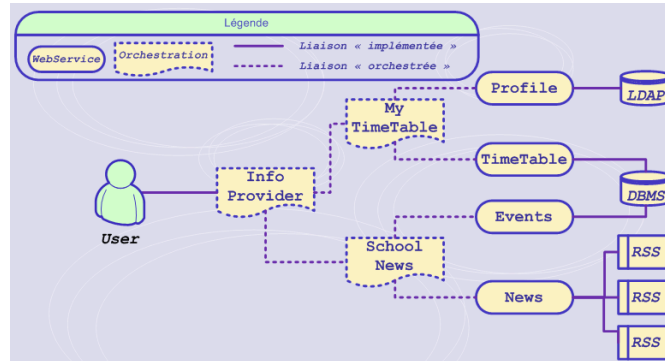 Légende
WebService
Orchestration
Liaison « implémentée »
Liaison « orchestrée »
User
Info
Provider
My
TimeTable
School
News
Profile
TimeTable
Events
News
LDAP
DBMS
RSS
RSS
RSS